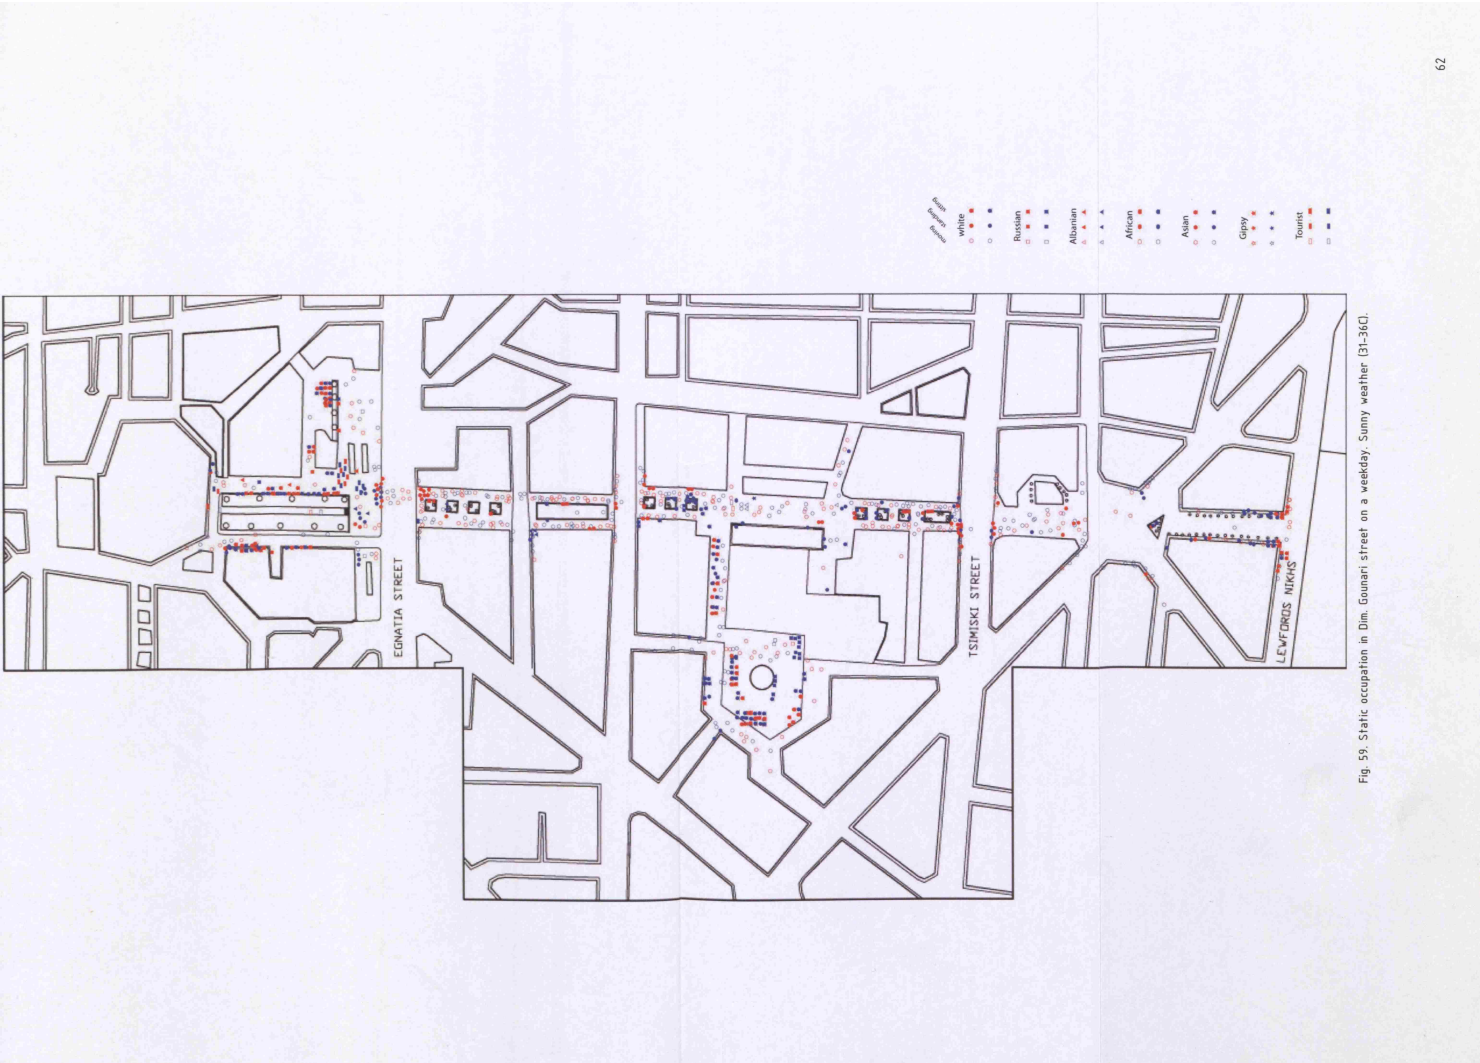 62
sitting
standing
moving
white
Russian
Albanian
African
Asian
Gipsy
Tourist
EGNATIA STREET
TSIMISKI STREET
LEWFOROS NIKHS
Fig. 59. Static occupation in Dim. Gounari street on a weekday. Sunny weather (31-36C).